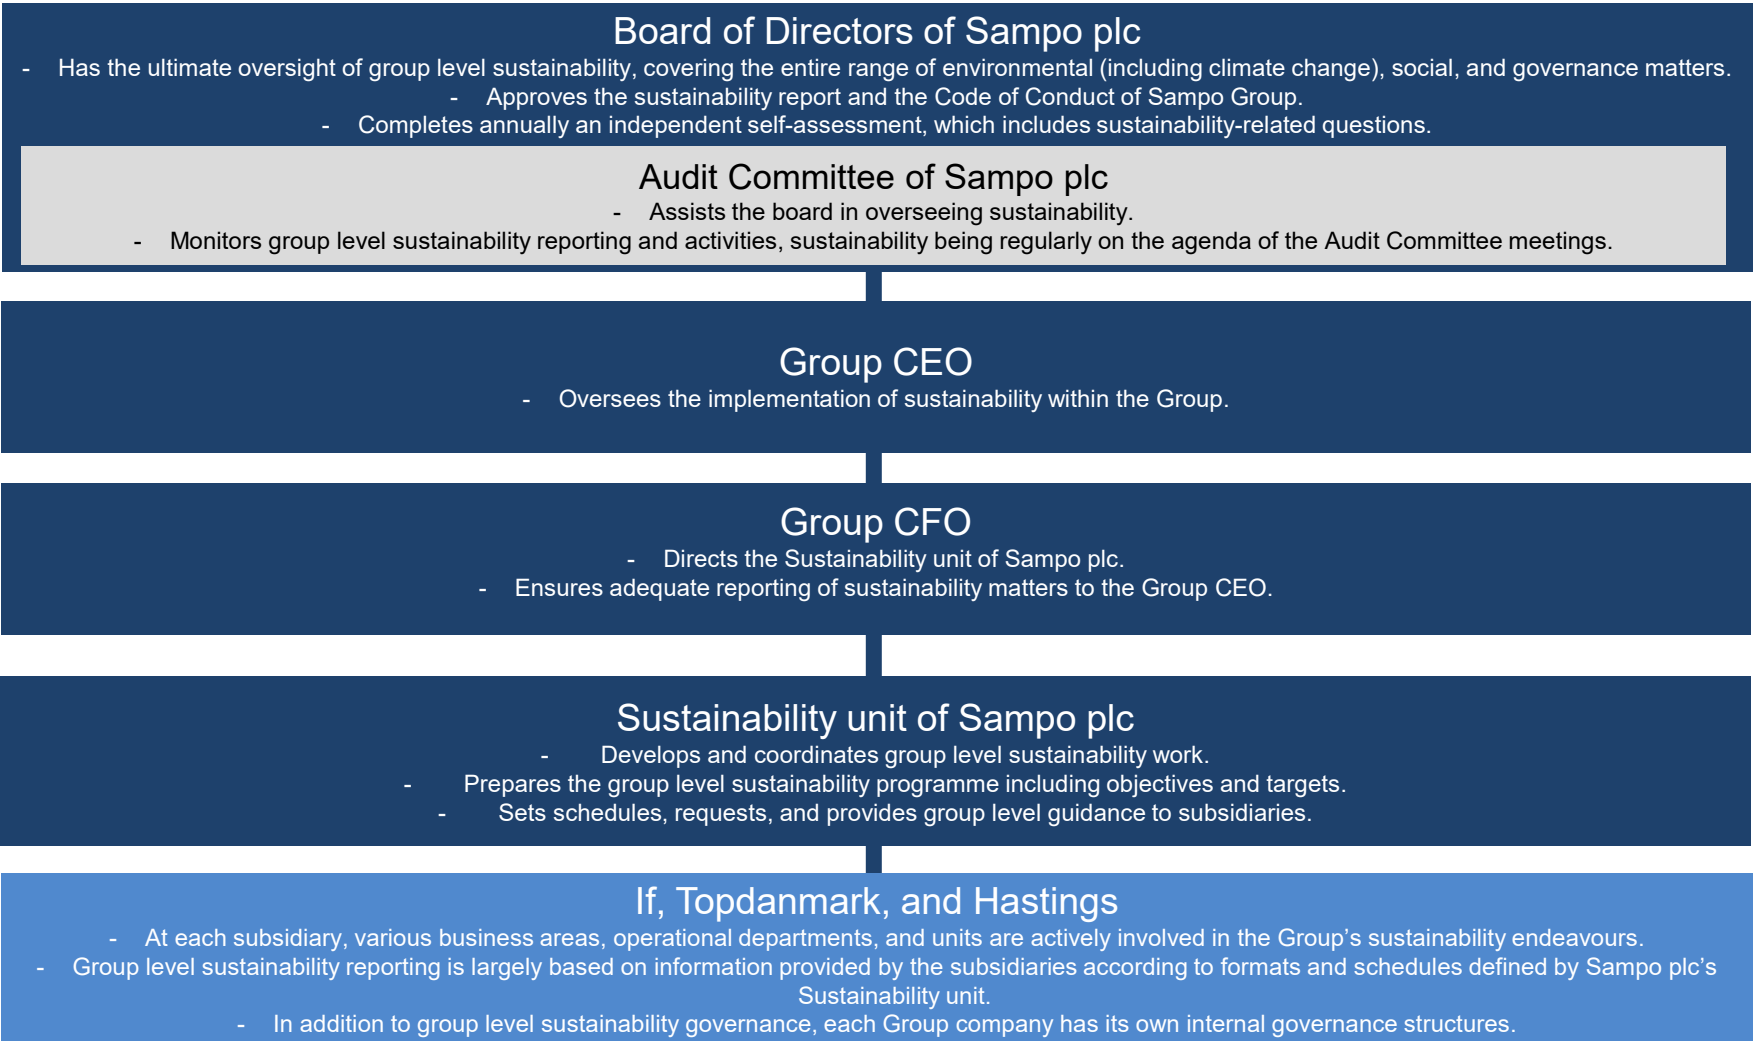 Board of Directors of Sampo plc
- Has the ultimate oversight of group level sustainability, covering the entire range of environmental (including climate change), social, and governance matters.
- Approves the sustainability report and the Code of Conduct of Sampo Group.
- Completes annually an independent self-assessment, which includes sustainability-related questions.
Audit Committee of Sampo plc
- Assists the board in overseeing sustainability.
- Monitors group level sustainability reporting and activities, sustainability being regularly on the agenda of the Audit Committee meetings.
Group CEO
- Oversees the implementation of sustainability within the Group.
Group CFO
- Directs the Sustainability unit of Sampo plc.
- Ensures adequate reporting of sustainability matters to the Group CEO.
Sustainability unit of Sampo plc
- Develops and coordinates group level sustainability work.
- Prepares the group level sustainability programme including objectives and targets.
- Sets schedules, requests, and provides group level guidance to subsidiaries.
If, Topdanmark, and Hastings
- At each subsidiary, various business areas, operational departments, and units are actively involved in the Group’s sustainability endeavours.
- Group level sustainability reporting is largely based on information provided by the subsidiaries according to formats and schedules defined by Sampo plc’s
Sustainability unit.
- In addition to group level sustainability governance, each Group company has its own internal governance structures.